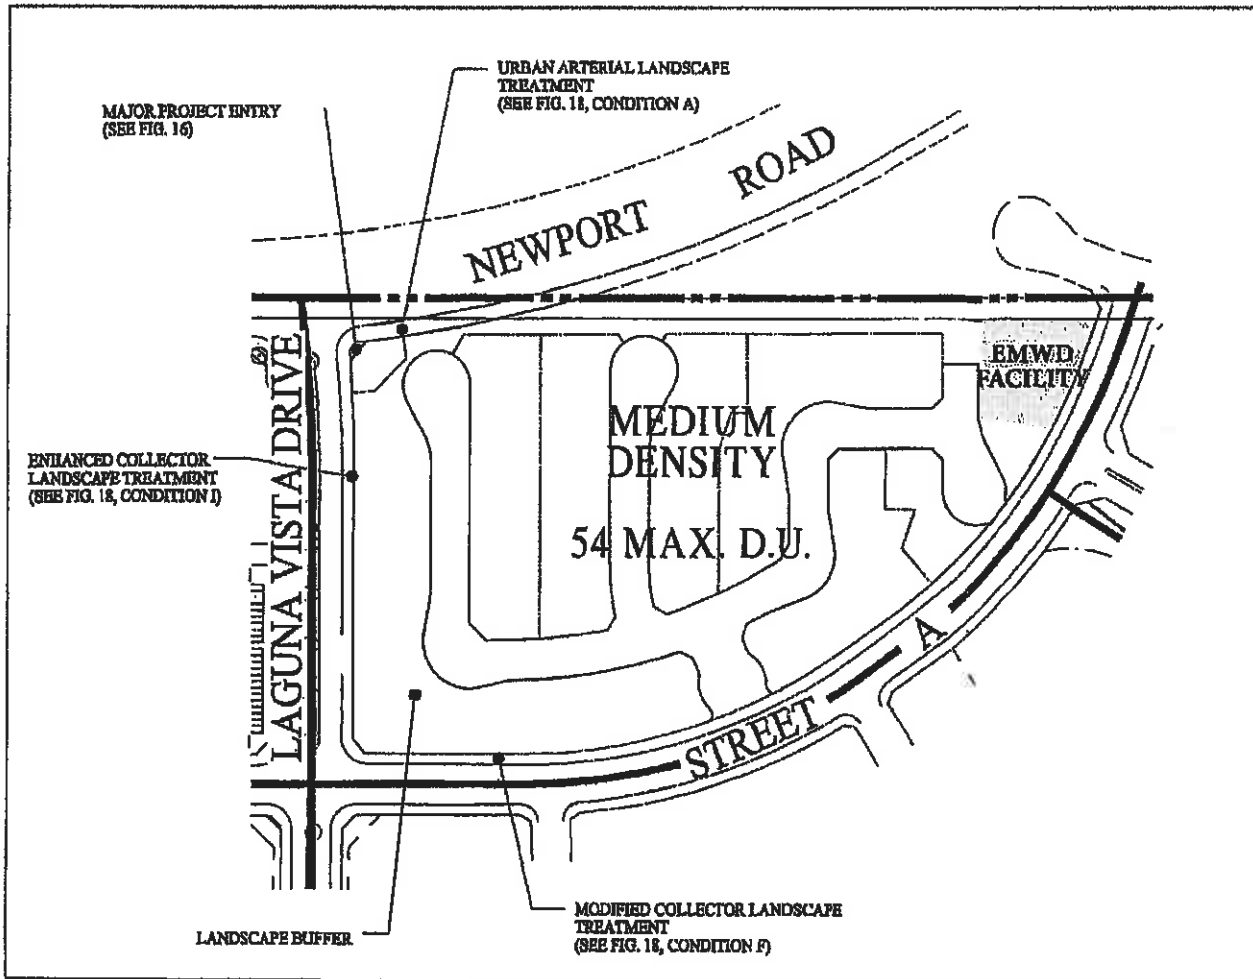 URBAN ARTERIAL LANDSCAPE
TREATMENT
(SEE FIG. 18, CONDITION A)
MAJOR PROJECT ENTRY
(SEE FIG. 16)
NEWPORT ROAD
LAGUNA VISTA DRIVE
EMWD
FACILITY
MEDIUM
DENSITY
54 MAX. D.U.
ENHANCED COLLECTOR
LANDSCAPE TREATMENT
(SEE FIG. 18, CONDITION I)
STREET A
LANDSCAPE BUFFER
MODIFIED COLLECTOR LANDSCAPE
TREATMENT
(SEE FIG. 18, CONDITION F)